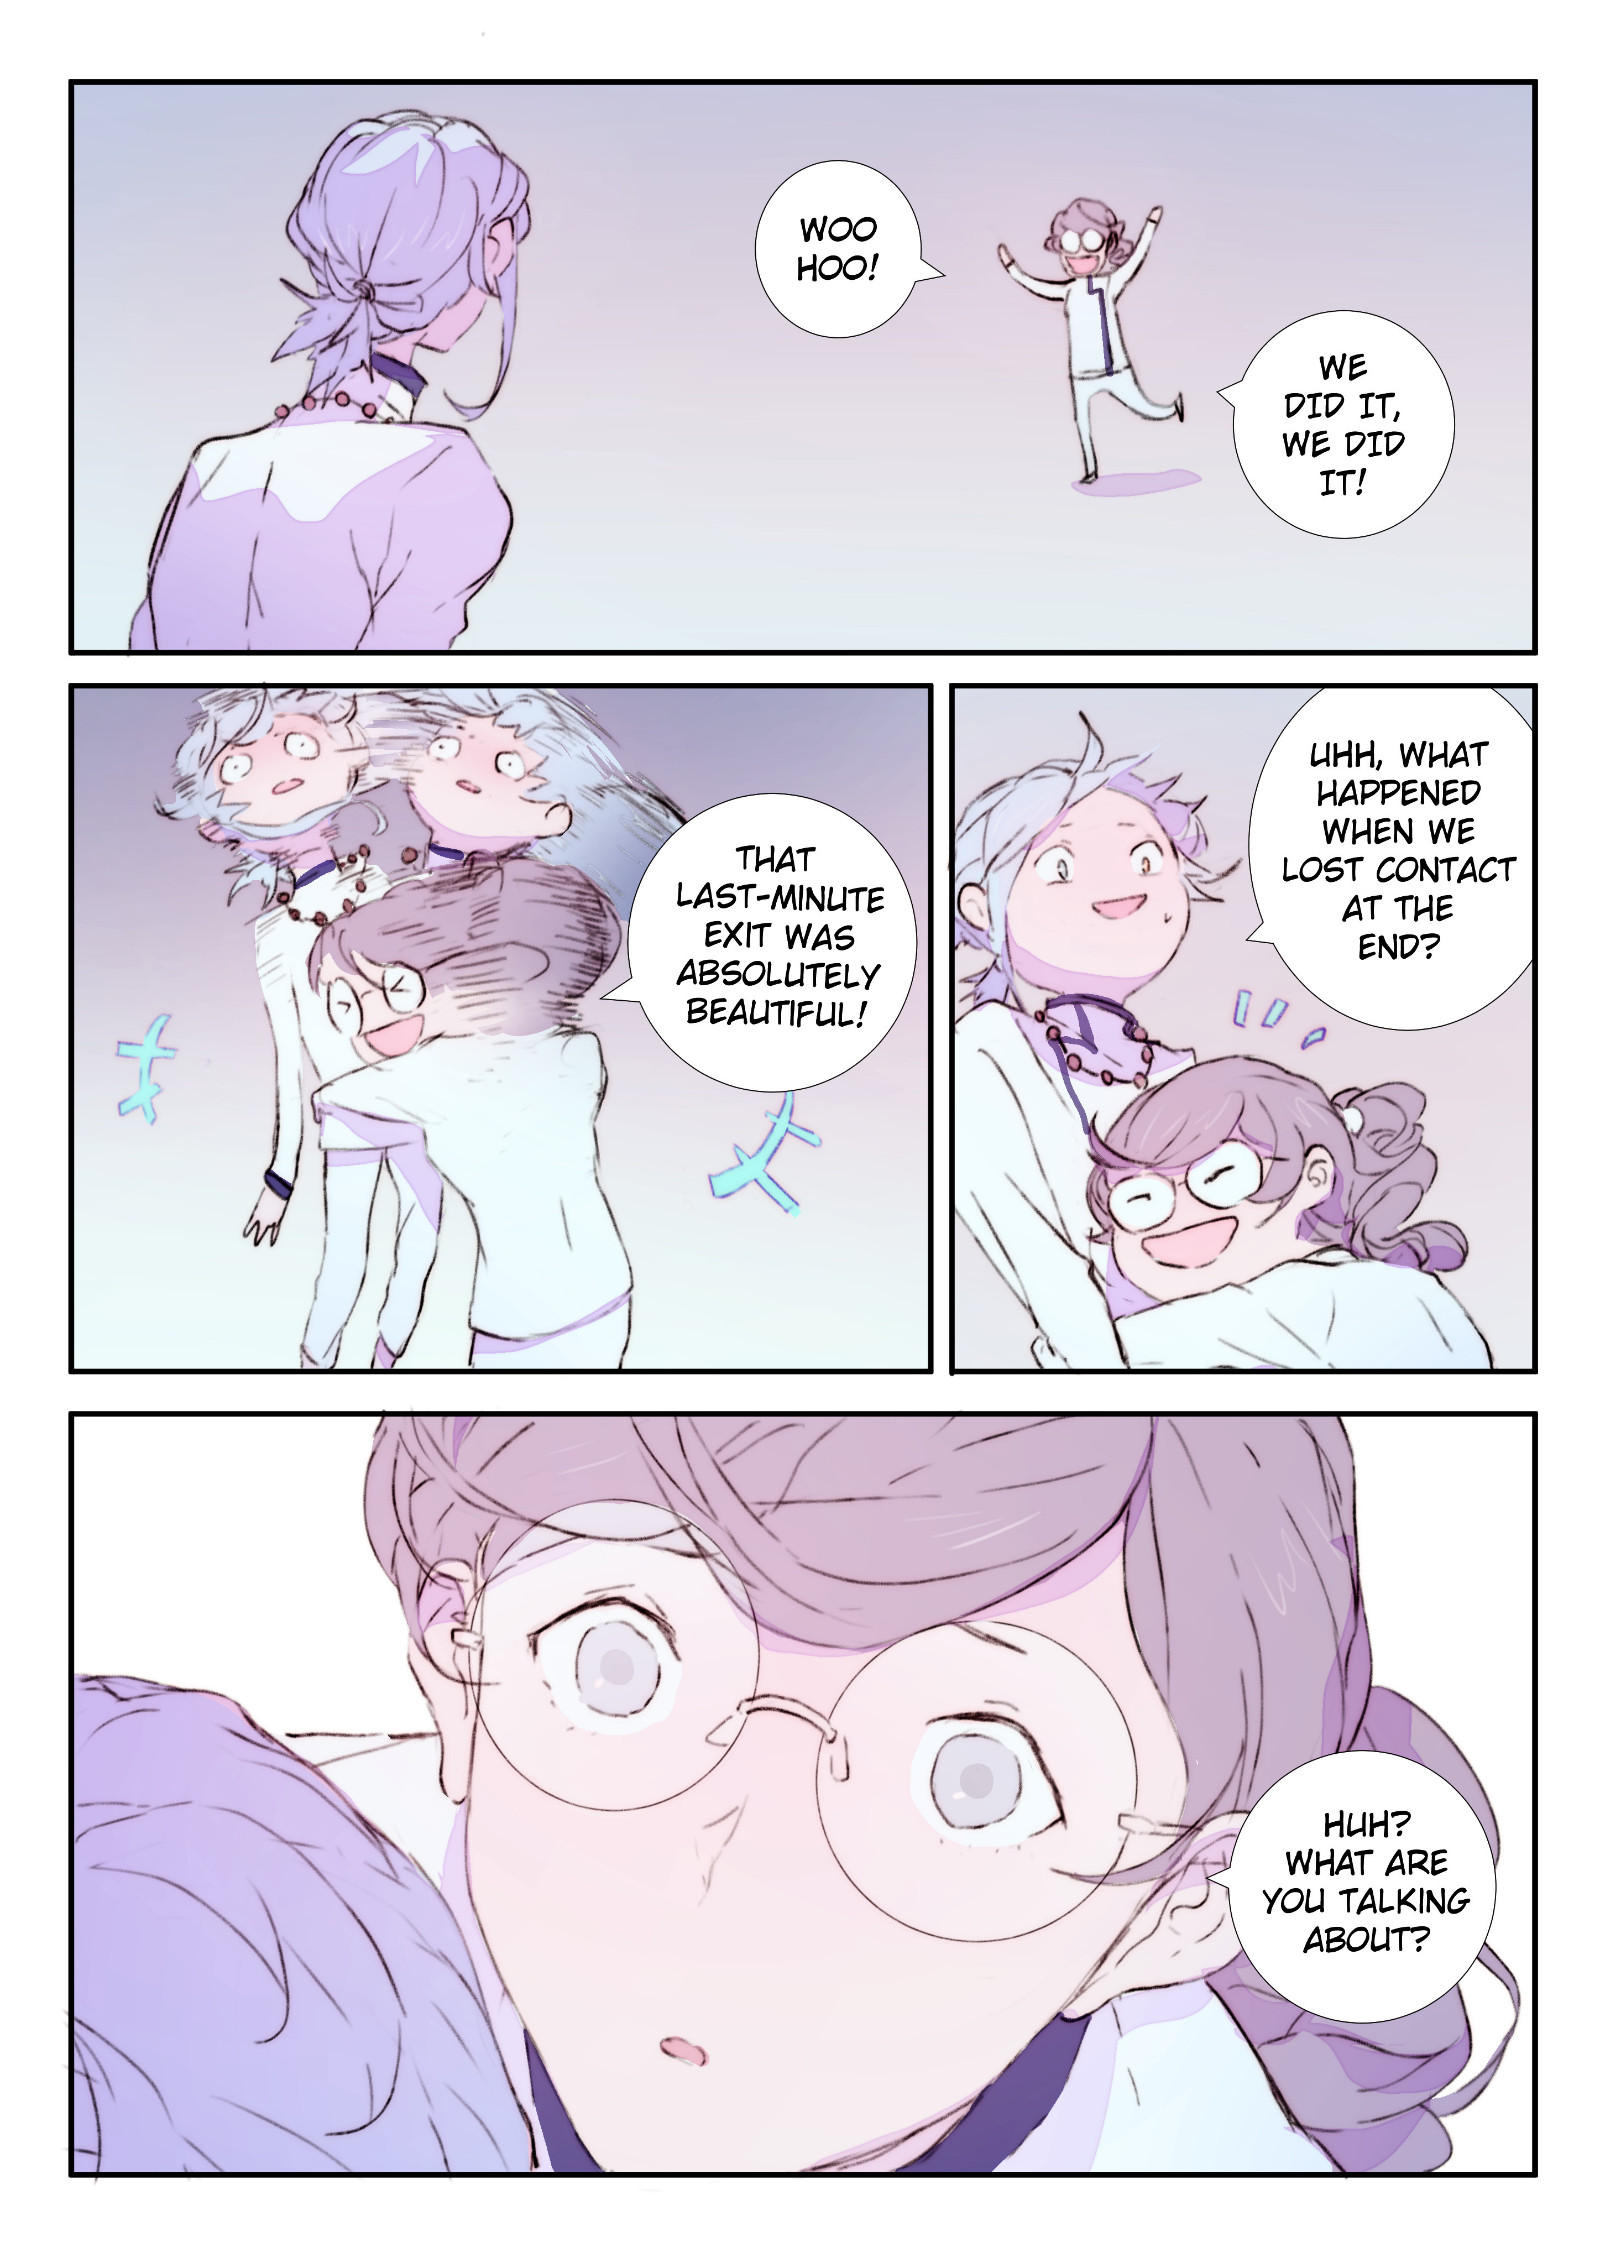 WOO
HOO!
WE
DID IT,
WE DID
IT!
THAT
LAST-MINUTE
EXIT WAS
ABSOLUTELY
BEAUTIFUL!
UHH, WHAT
HAPPENED
WHEN WE
LOST CONTACT
AT THE
END?
HUH?
WHAT ARE
YOU TALKING
ABOUT?